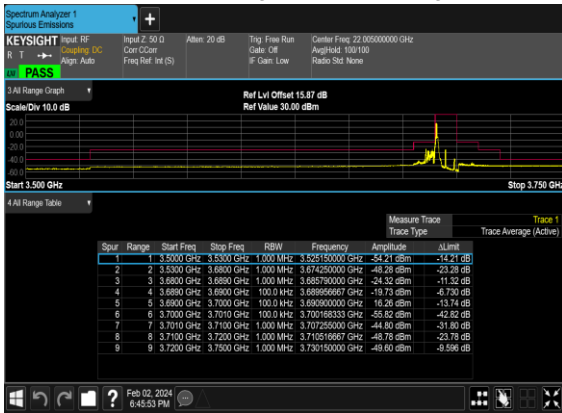 Spectrum Analyzer 1
Spurious Emissions
+
KEYSIGHT Input: RF Input Z: 50 Ω Atten: 20 dB Trig: Free Run Center Freq: 22.005000000 GHz
R T Coupling: DC Corr CCorr Gate: Off Avg|Hold: 100/100
Align: Auto Freq Ref: Int (S) IF Gain: Low Radio Std: None
PASS
3 All Range Graph Ref Lvl Offset 15.87 dB
Scale/Div 10.0 dB Ref Value 30.00 dBm
20.0
0.00
-20.0
-40.0
-60.0
Start 3.500 GHz Stop 3.750 GHz
4 All Range Table
Measure Trace Trace 1
Trace Type Trace Average (Active)
Spur Range Start Freq Stop Freq RBW Frequency Amplitude ΔLimit
1 1 3.5000 GHz 3.5300 GHz 1.000 MHz 3.525150000 GHz -54.21 dBm -14.21 dB
2 2 3.5300 GHz 3.6800 GHz 1.000 MHz 3.674250000 GHz -48.28 dBm -23.28 dB
3 3 3.6800 GHz 3.6890 GHz 1.000 MHz 3.685790000 GHz -24.32 dBm -11.32 dB
4 4 3.6890 GHz 3.6900 GHz 100.0 kHz 3.689956667 GHz -19.73 dBm -6.730 dB
5 5 3.6900 GHz 3.7000 GHz 100.0 kHz 3.690900000 GHz 16.26 dBm -13.74 dB
6 6 3.7000 GHz 3.7010 GHz 100.0 kHz 3.700168333 GHz -55.82 dBm -42.82 dB
7 7 3.7010 GHz 3.7100 GHz 1.000 MHz 3.707255000 GHz -44.80 dBm -31.80 dB
8 8 3.7100 GHz 3.7200 GHz 1.000 MHz 3.710516667 GHz -48.78 dBm -23.78 dB
9 9 3.7200 GHz 3.7500 GHz 1.000 MHz 3.730150000 GHz -49.60 dBm -9.596 dB
? Feb 02, 2024
6:45:53 PM